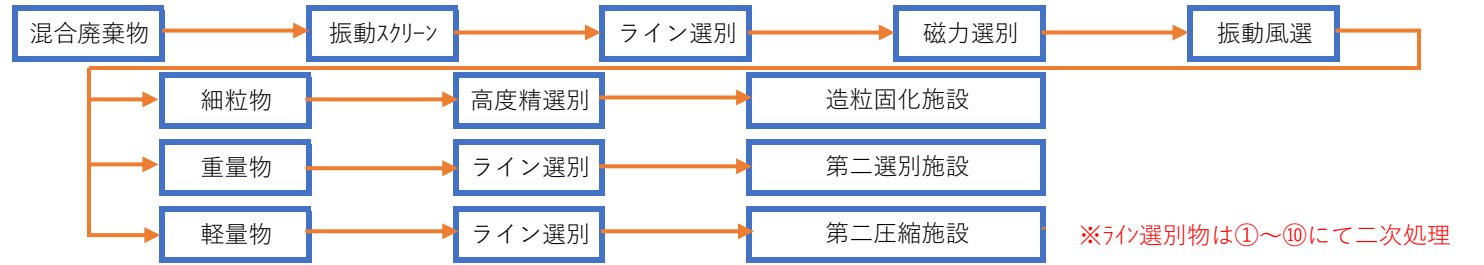 混合廃棄物 振動ｽｸﾘｰﾝ ライン選別 磁力選別 振動風選
細粒物 高度精選別 造粒固化施設
重量物 ライン選別 第二選別施設
軽量物 ライン選別 第二圧縮施設
※ﾗｲﾝ選別物は①～⑩にて二次処理